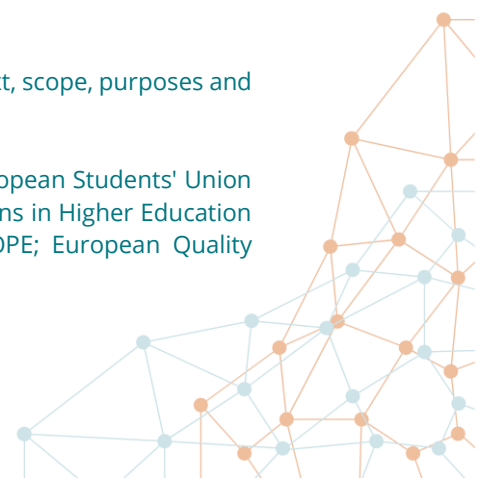 scope, purposes and
Students' Union
in Higher Education
European Quality